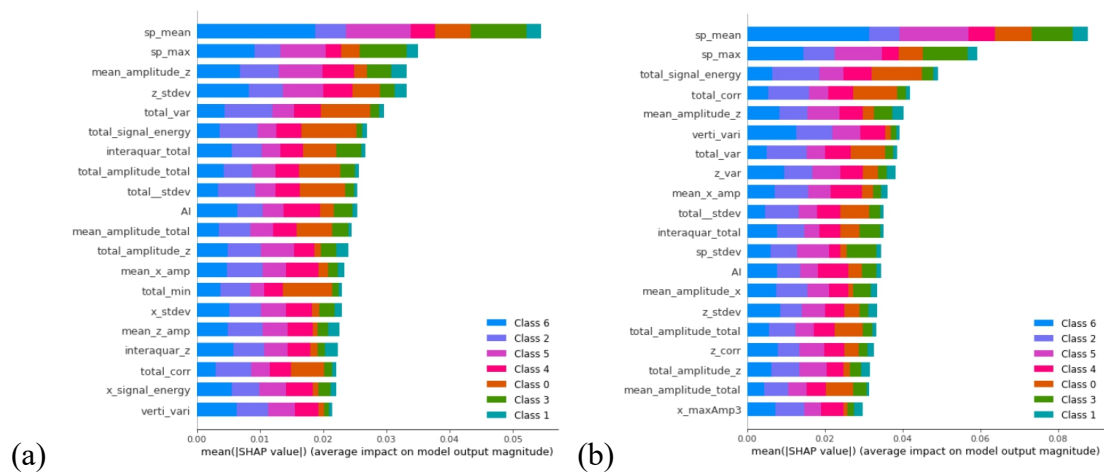 sp_mean
sp_max
mean_amplitude_z
z_stdev
total_var
total_signal_energy
interaquar_total
total_amplitude_total
total__stdev
AI
mean_amplitude_total
total_amplitude_z
mean_x_amp
total_min
x_stdev
mean_z_amp
interaquar_z
total_corr
x_signal_energy
verti_vari
Class 6
Class 2
Class 5
Class 4
Class 0
Class 3
Class 1
0.00 0.01 0.02 0.03 0.04 0.05
mean(|SHAP value|) (average impact on model output magnitude)
(a)
sp_mean
sp_max
total_signal_energy
total_corr
mean_amplitude_z
verti_vari
total_var
z_var
mean_x_amp
total__stdev
interaquar_total
sp_stdev
AI
mean_amplitude_x
z_stdev
total_amplitude_total
z_corr
total_amplitude_z
mean_amplitude_total
x_maxAmp3
Class 6
Class 2
Class 5
Class 4
Class 0
Class 3
Class 1
0.00 0.02 0.04 0.06 0.08
mean(|SHAP value|) (average impact on model output magnitude)
(b)